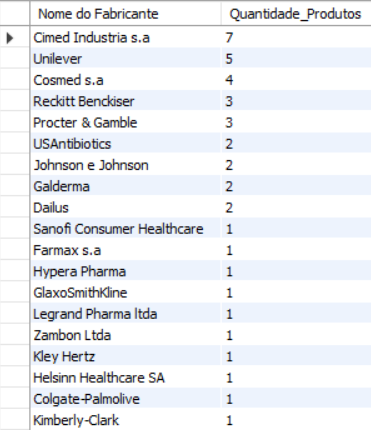 Nome do Fabricante Quantidade_Produtos
Cimed Industria s.a 7
Unilever 5
Cosmed s.a 4
Reckitt Benckiser 3
Procter & Gamble 3
USAntibiotics 2
Johnson e Johnson 2
Galderma 2
Dailus 2
Sanofi Consumer Healthcare 1
Farmax s.a 1
Hypera Pharma 1
GlaxoSmithKline 1
Legrand Pharma ltda 1
Zambon Ltda 1
Kley Hertz 1
Helsinn Healthcare SA 1
Colgate-Palmolive 1
Kimberly-Clark 1